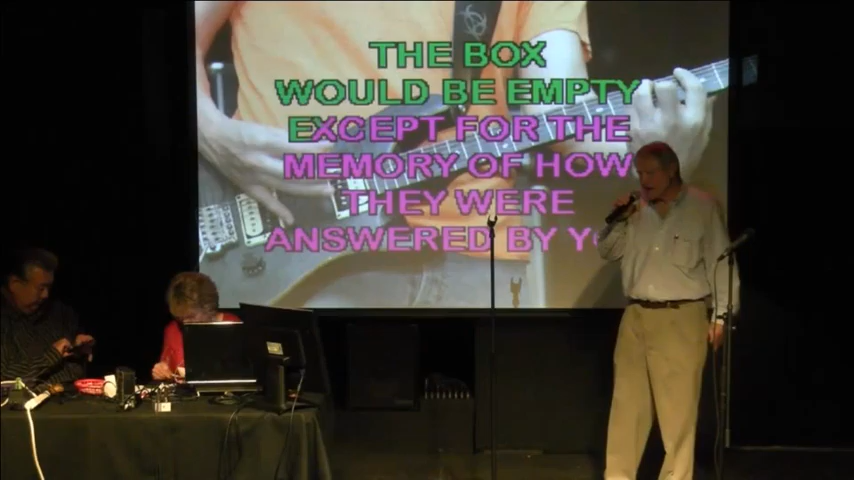 THE BOX
WOULD BE EMPTY
EXCEPT FOR THE
MEMORY OF HOW
THEY WERE
ANSWERED BY